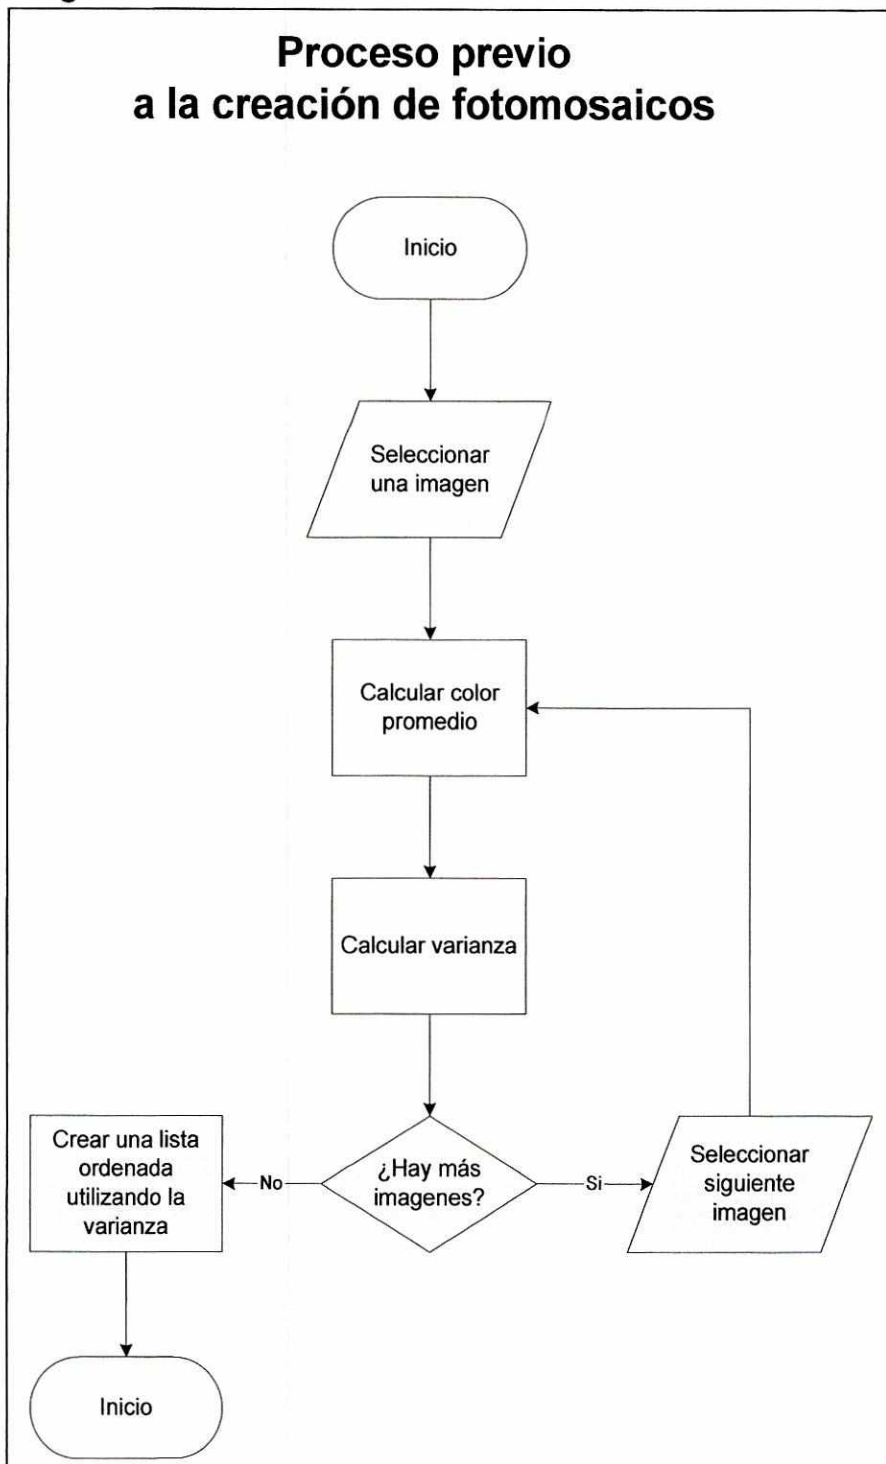 Proceso previo
a la creación de fotomosaicos
Inicio
Seleccionar
una imagen
Calcular color
promedio
Calcular varianza
¿Hay más
imagenes?
No
Si
Crear una lista
ordenada
utilizando la
varianza
Seleccionar
siguiente
imagen
Inicio